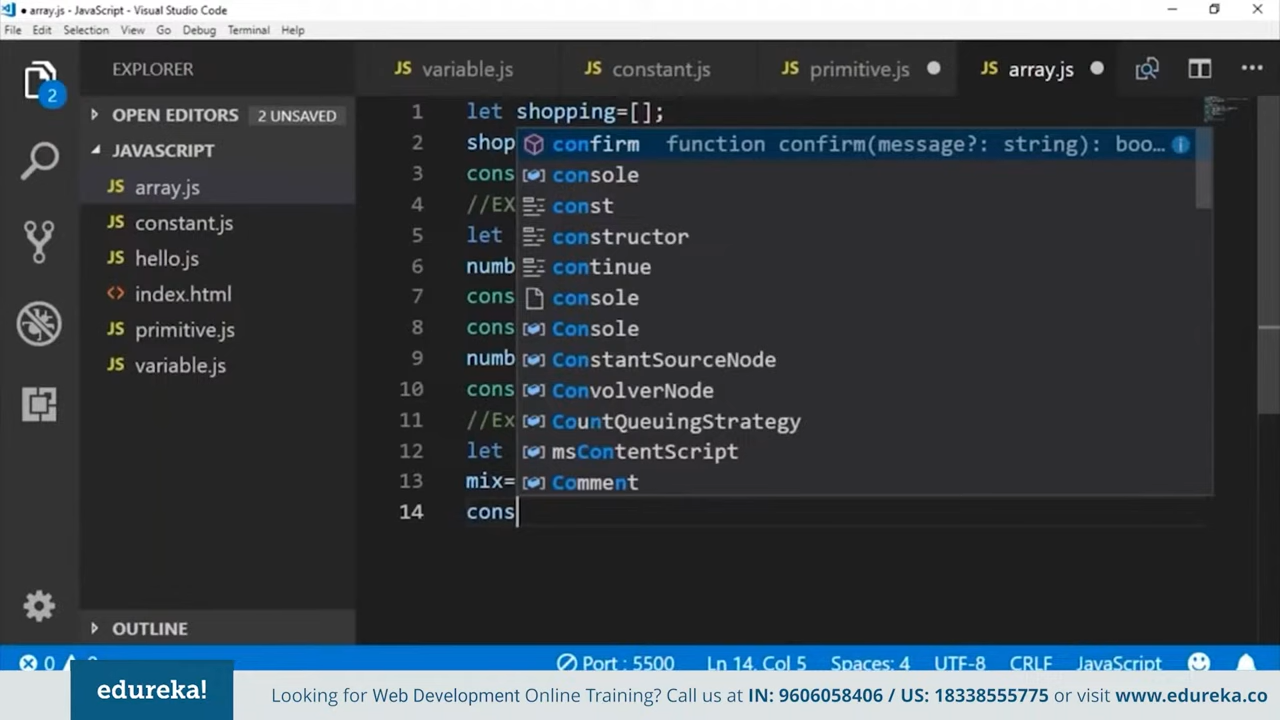 ● array.js - JavaScript - Visual Studio Code
File Edit Selection View Go Debug Terminal Help
EXPLORER
JS variable.js JS constant.js JS primitive.js ● JS array.js ● ...
2
OPEN EDITORS 2 UNSAVED
JAVASCRIPT
JS array.js
JS constant.js
JS hello.js
<> index.html
JS primitive.js
JS variable.js
OUTLINE
1 let shopping=[];
2 shop
3 cons
4 //EX
5 let
6 numb
7 cons
8 cons
9 numb
10 cons
11 //Ex
12 let
13 mix=
14 cons
confirm function confirm(message?: string): boo…
console
const
constructor
continue
console
Console
ConstantSourceNode
ConvolverNode
CountQueuingStrategy
msContentScript
Comment
0 Port : 5500 Ln 14, Col 5 Spaces: 4 UTF-8 CRLF JavaScript
edureka! Looking for Web Development Online Training? Call us at IN: 9606058406 / US: 18338555775 or visit www.edureka.co